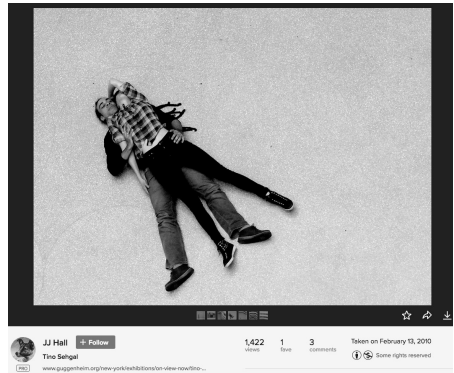 JJ Hall + Follow
Tino Sehgal
PRO www.guggenheim.org/new-york/exhibitions/on-view-now/tino-...
1,422 1 3 Taken on February 13, 2010
views fave comments
Some rights reserved